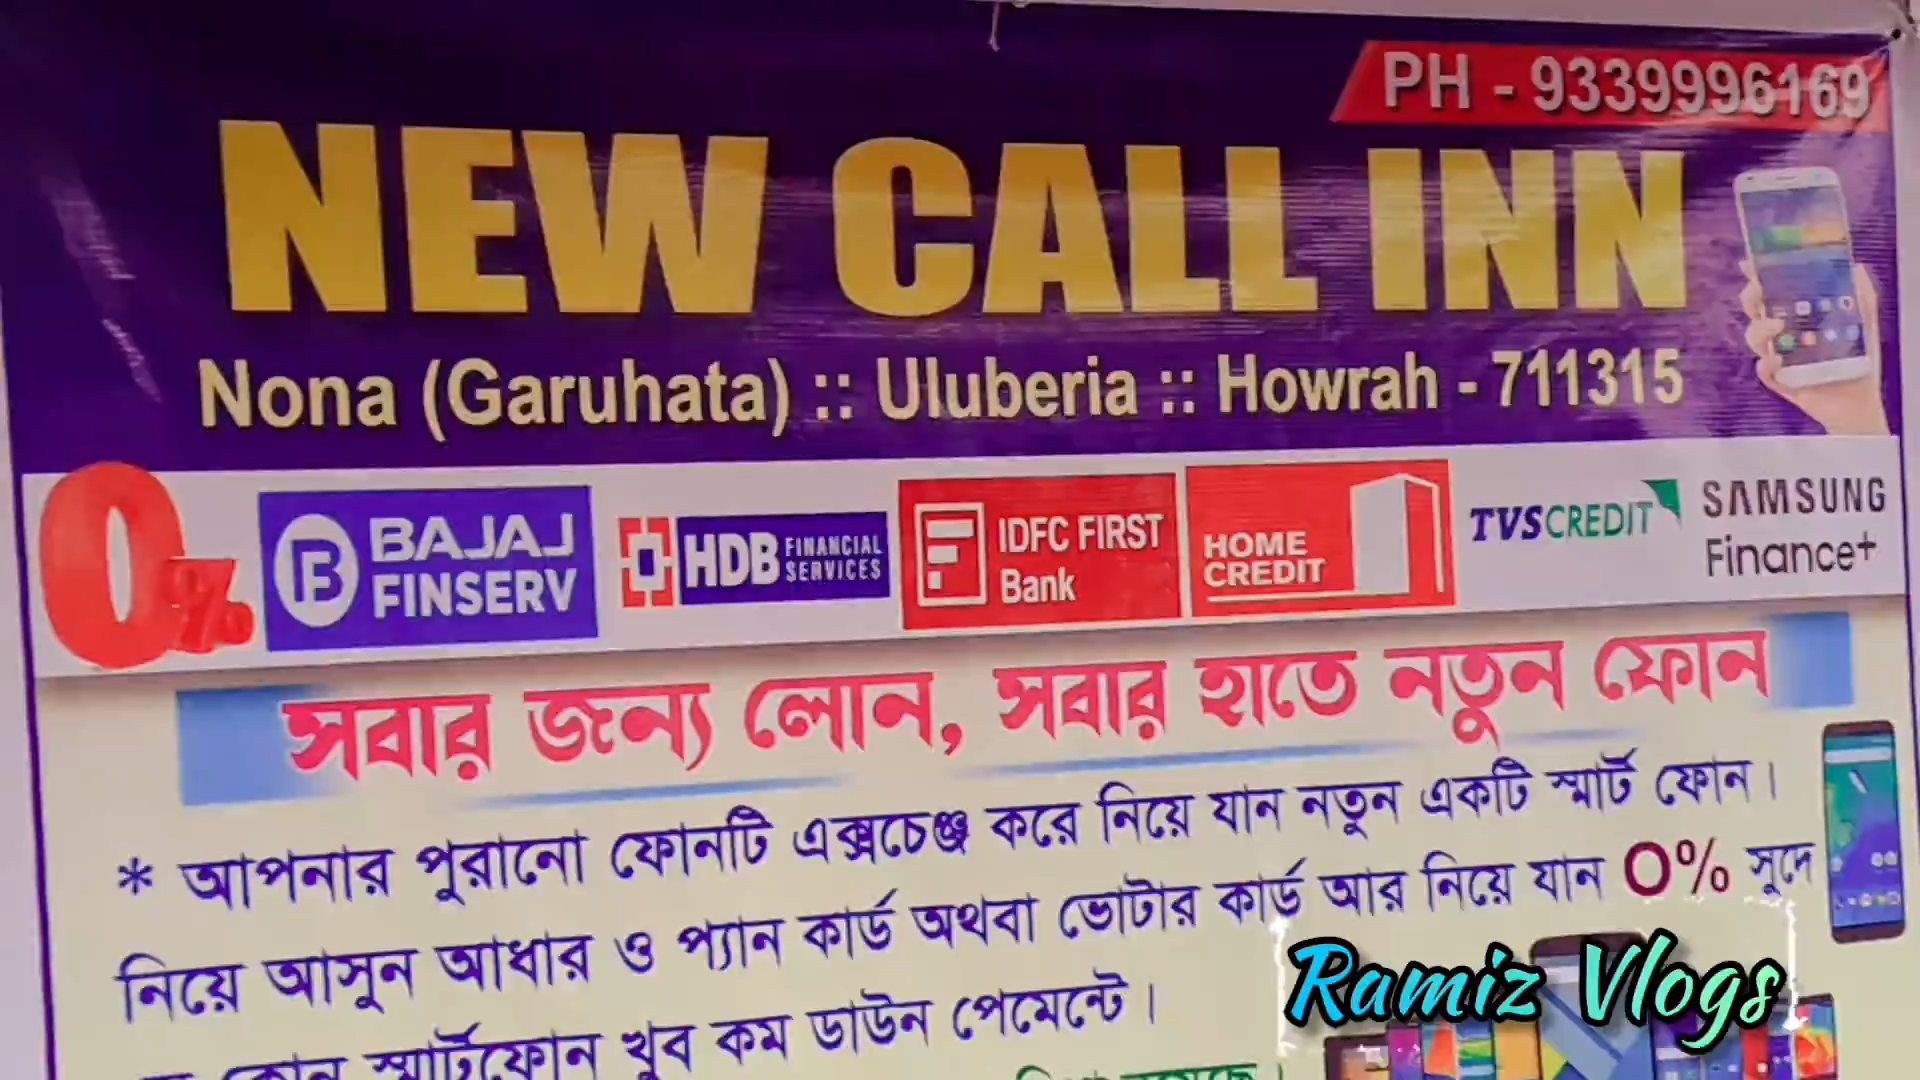 PH - 9339996169
NEW CALL INN
Nona (Garuhata) :: Uluberia :: Howrah - 711315
0% BAJAJ FINSERV HDB FINANCIAL SERVICES IDFC FIRST Bank HOME CREDIT TVS CREDIT SAMSUNG Finance+
সবার জন্য লোন, সবার হাতে নতুন ফোন
* আপনার পুরানো ফোনটি এক্সচেঞ্জ করে নিয়ে যান নতুন একটি স্মার্ট ফোন।
নিয়ে আসুন আধার ও প্যান কার্ড অথবা ভোটার কার্ড আর নিয়ে যান 0% সুদে
কোন স্মার্টফোন খুব কম ডাউন পেমেন্টে।
Ramiz Vlogs